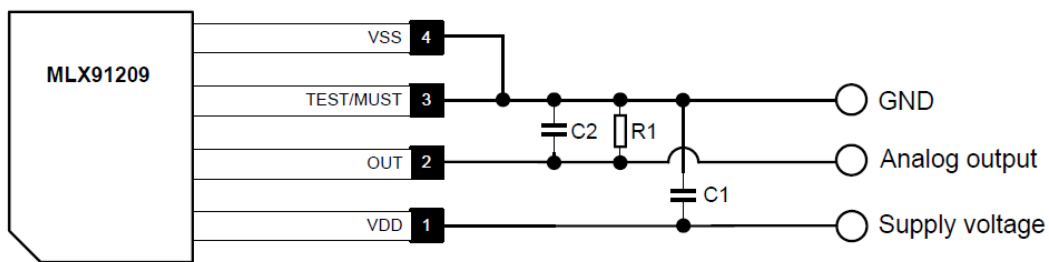 VSS 4
MLX91209
TEST/MUST 3
GND
C2
R1
OUT 2
Analog output
C1
VDD 1
Supply voltage